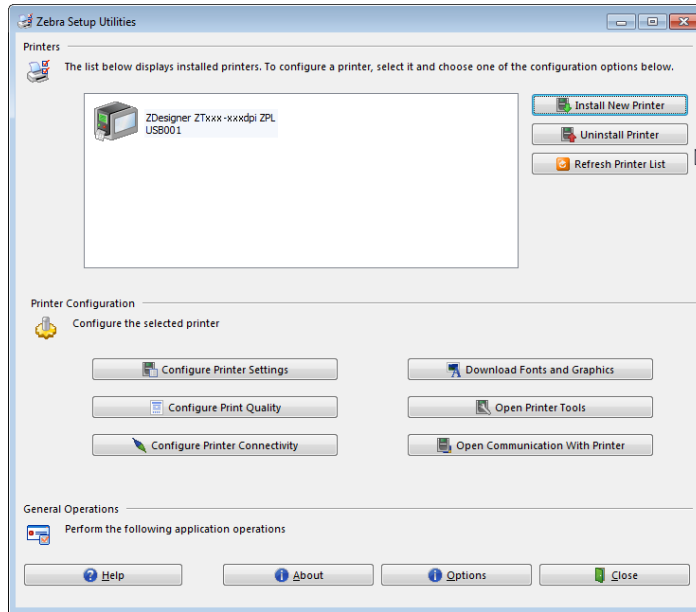 Zebra Setup Utilities
Printers
The list below displays installed printers. To configure a printer, select it and choose one of the configuration options below.
ZDesigner ZTxxx-xxxdpi ZPL
USB001
Install New Printer
Uninstall Printer
Refresh Printer List
Printer Configuration
Configure the selected printer
Configure Printer Settings
Download Fonts and Graphics
Configure Print Quality
Open Printer Tools
Configure Printer Connectivity
Open Communication With Printer
General Operations
Perform the following application operations
Help
About
Options
Close